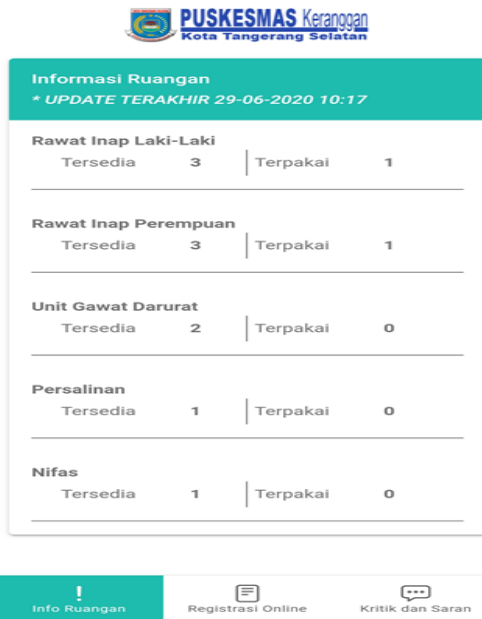 PUSKESMAS Keranggan
Kota Tangerang Selatan
Informasi Ruangan
* UPDATE TERAKHIR 29-06-2020 10:17
Rawat Inap Laki-Laki
Tersedia 3 Terpakai 1
Rawat Inap Perempuan
Tersedia 3 Terpakai 1
Unit Gawat Darurat
Tersedia 2 Terpakai 0
Persalinan
Tersedia 1 Terpakai 0
Nifas
Tersedia 1 Terpakai 0
Info Ruangan Registrasi Online Kritik dan Saran